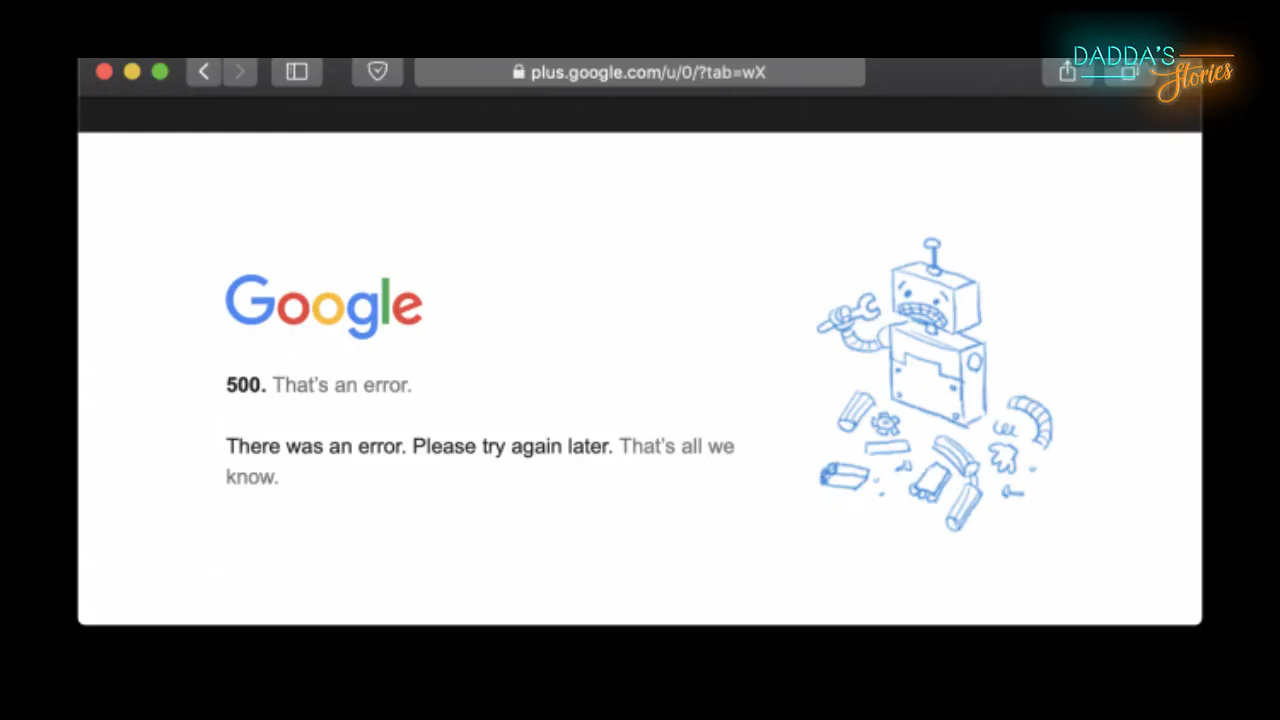 DADDA'S
Stories
plus.google.com/u/0/?tab=wX
Google
500. That's an error.
There was an error. Please try again later. That's all we
know.